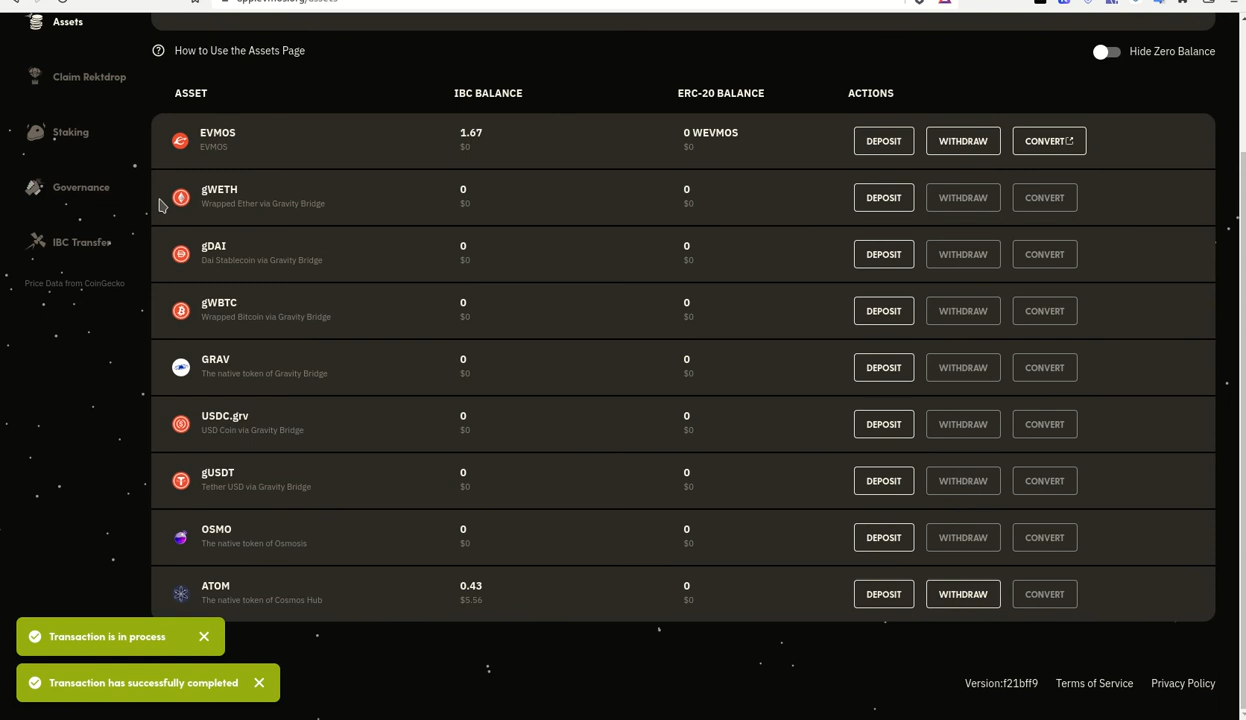 Assets
How to Use the Assets Page
Hide Zero Balance
Claim Rektdrop
Staking
Governance
IBC Transfer
Price Data from CoinGecko
ASSET IBC BALANCE ERC-20 BALANCE ACTIONS
EVMOS 1.67 0 WEVMOS DEPOSIT WITHDRAW CONVERT
EVMOS $0 $0
gWETH 0 0 DEPOSIT WITHDRAW CONVERT
Wrapped Ether via Gravity Bridge $0 $0
gDAI 0 0 DEPOSIT WITHDRAW CONVERT
Dai Stablecoin via Gravity Bridge $0 $0
gWBTC 0 0 DEPOSIT WITHDRAW CONVERT
Wrapped Bitcoin via Gravity Bridge $0 $0
GRAV 0 0 DEPOSIT WITHDRAW CONVERT
The native token of Gravity Bridge $0 $0
USDC.grv 0 0 DEPOSIT WITHDRAW CONVERT
USD Coin via Gravity Bridge $0 $0
gUSDT 0 0 DEPOSIT WITHDRAW CONVERT
Tether USD via Gravity Bridge $0 $0
OSMO 0 0 DEPOSIT WITHDRAW CONVERT
The native token of Osmosis $0 $0
ATOM 0.43 0 DEPOSIT WITHDRAW CONVERT
The native token of Cosmos Hub $5.56 $0
Transaction is in process
Transaction has successfully completed
Version:f21bff9 Terms of Service Privacy Policy